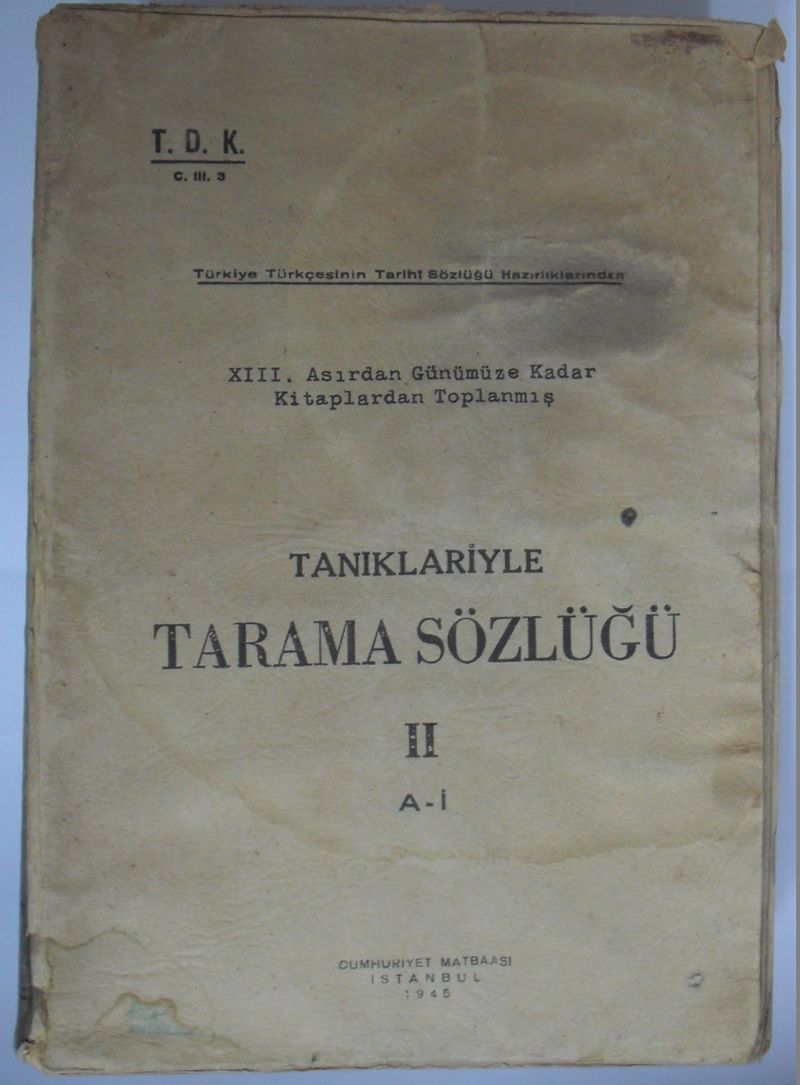 T. D. K.
C. III. 3
Türkiye Türkçesinin Tarihî Sözlüğü Hazırlıklarından
XIII. Asırdan Günümüze Kadar
Kitaplardan Toplanmış
TANIKLARİYLE
TARAMA SÖZLÜĞÜ
II
A - İ
CUMHURİYET MATBAASI
İSTANBUL
1945